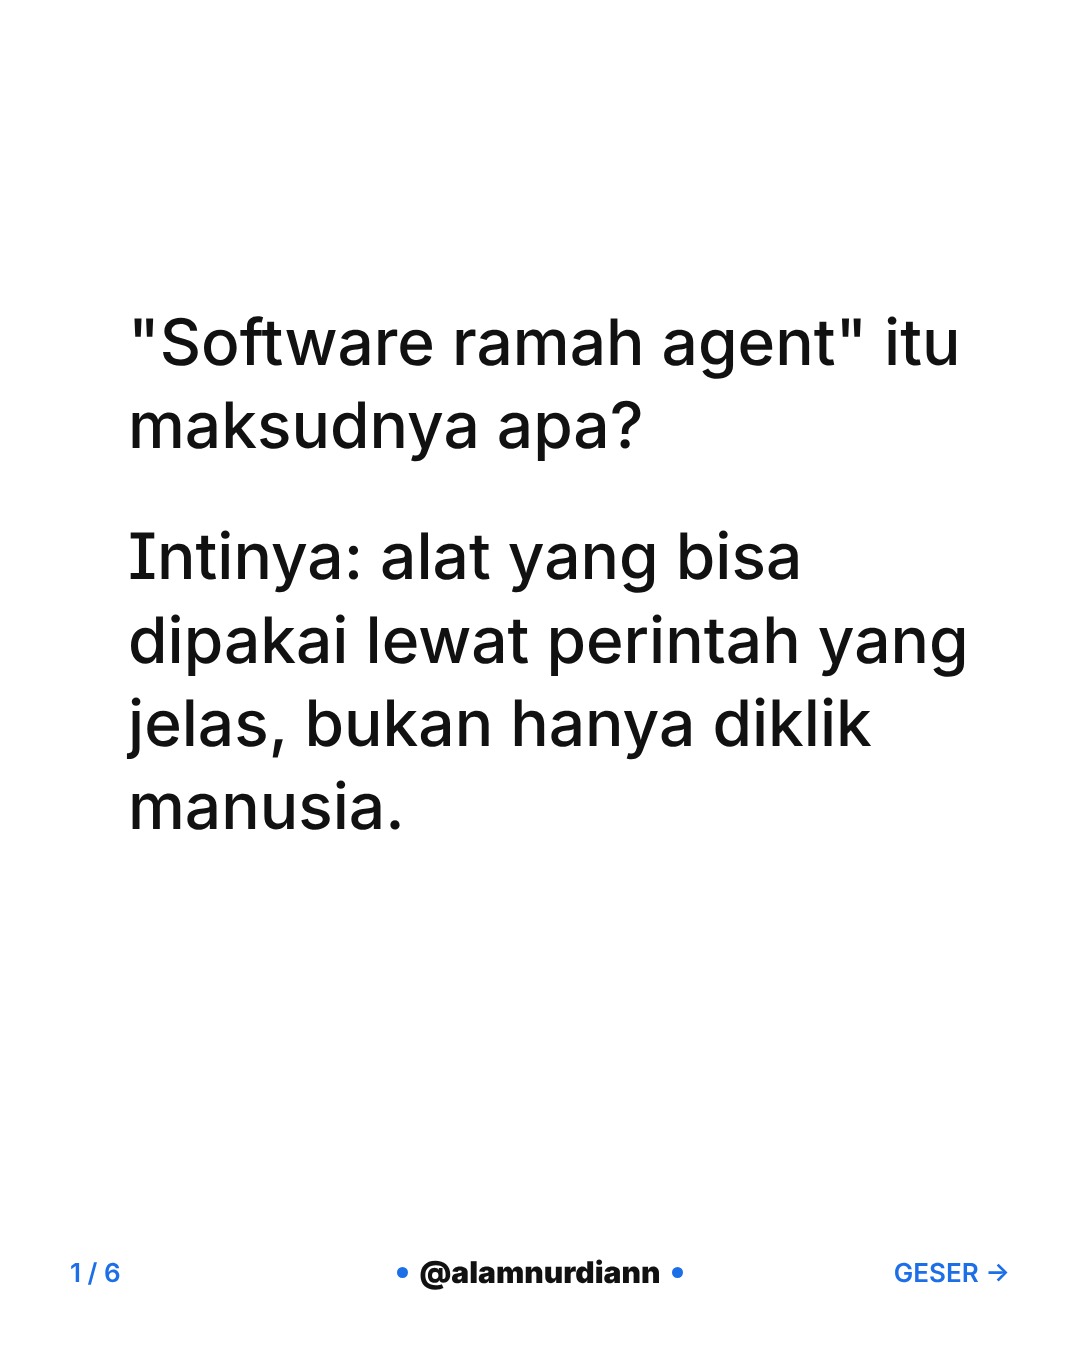 "Software ramah agent" itu
maksudnya apa?
Intinya: alat yang bisa
dipakai lewat perintah yang
jelas, bukan hanya diklik
manusia.
1 / 6
• @alamnurdiann •
GESER →